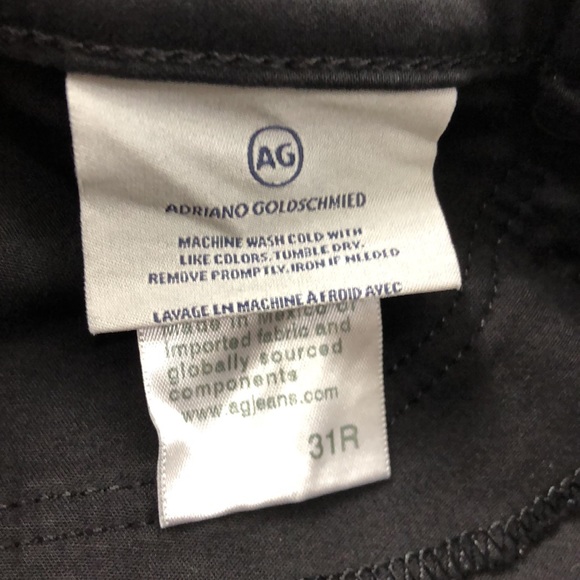 AG
ADRIANO GOLDSCHMIED
MACHINE WASH COLD WITH
LIKE COLORS. TUMBLE DRY.
REMOVE PROMPTLY. IRON IF NEEDED
LAVAGE EN MACHINE A FROID AVEC
Made in Mexico of
imported fabric and
globally sourced
components
www.agjeans.com
31R